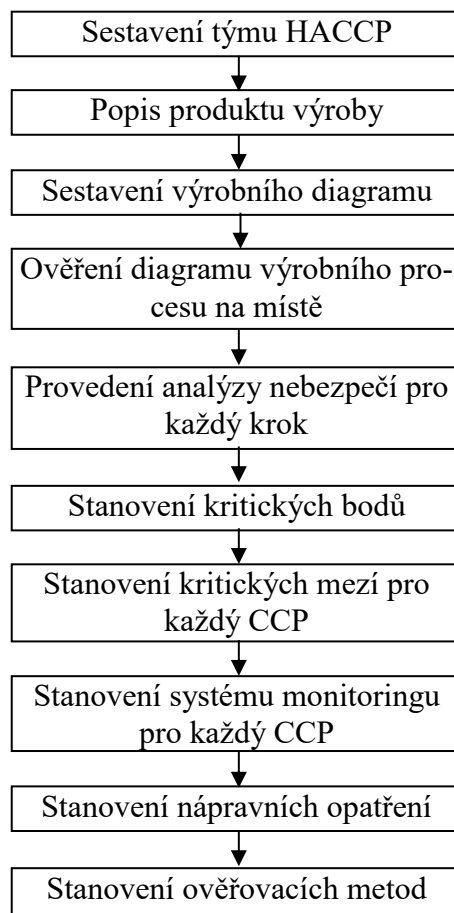 Sestavení týmu HACCP
Popis produktu výroby
Sestavení výrobního diagramu
Ověření diagramu výrobního pro-
cesu na místě
Provedení analýzy nebezpečí pro
každý krok
Stanovení kritických bodů
Stanovení kritických mezí pro
každý CCP
Stanovení systému monitoringu
pro každý CCP
Stanovení nápravních opatření
Stanovení ověřovacích metod